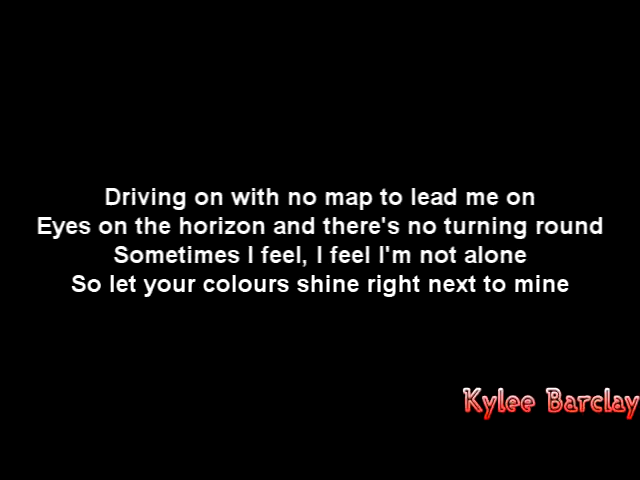 Driving on with no map to lead me on
Eyes on the horizon and there's no turning round
Sometimes I feel, I feel I'm not alone
So let your colours shine right next to mine
Kylee Barclay